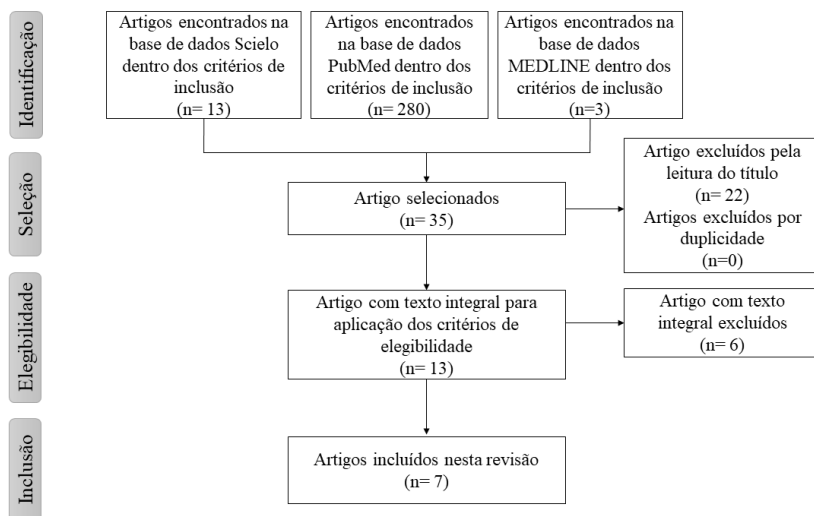 Identificação
Artigos encontrados na
base de dados Scielo
dentro dos critérios de
inclusão
(n= 13)
Artigos encontrados
na base de dados
PubMed dentro dos
critérios de inclusão
(n= 280)
Artigos encontrados na
base de dados
MEDLINE dentro dos
critérios de inclusão
(n=3)
Seleção
Artigo selecionados
(n= 35)
Artigo excluídos pela
leitura do título
(n= 22)
Artigos excluídos por
duplicidade
(n=0)
Elegibilidade
Artigo com texto integral para
aplicação dos critérios de
elegibilidade
(n= 13)
Artigo com texto
integral excluídos
(n= 6)
Inclusão
Artigos incluídos nesta revisão
(n= 7)